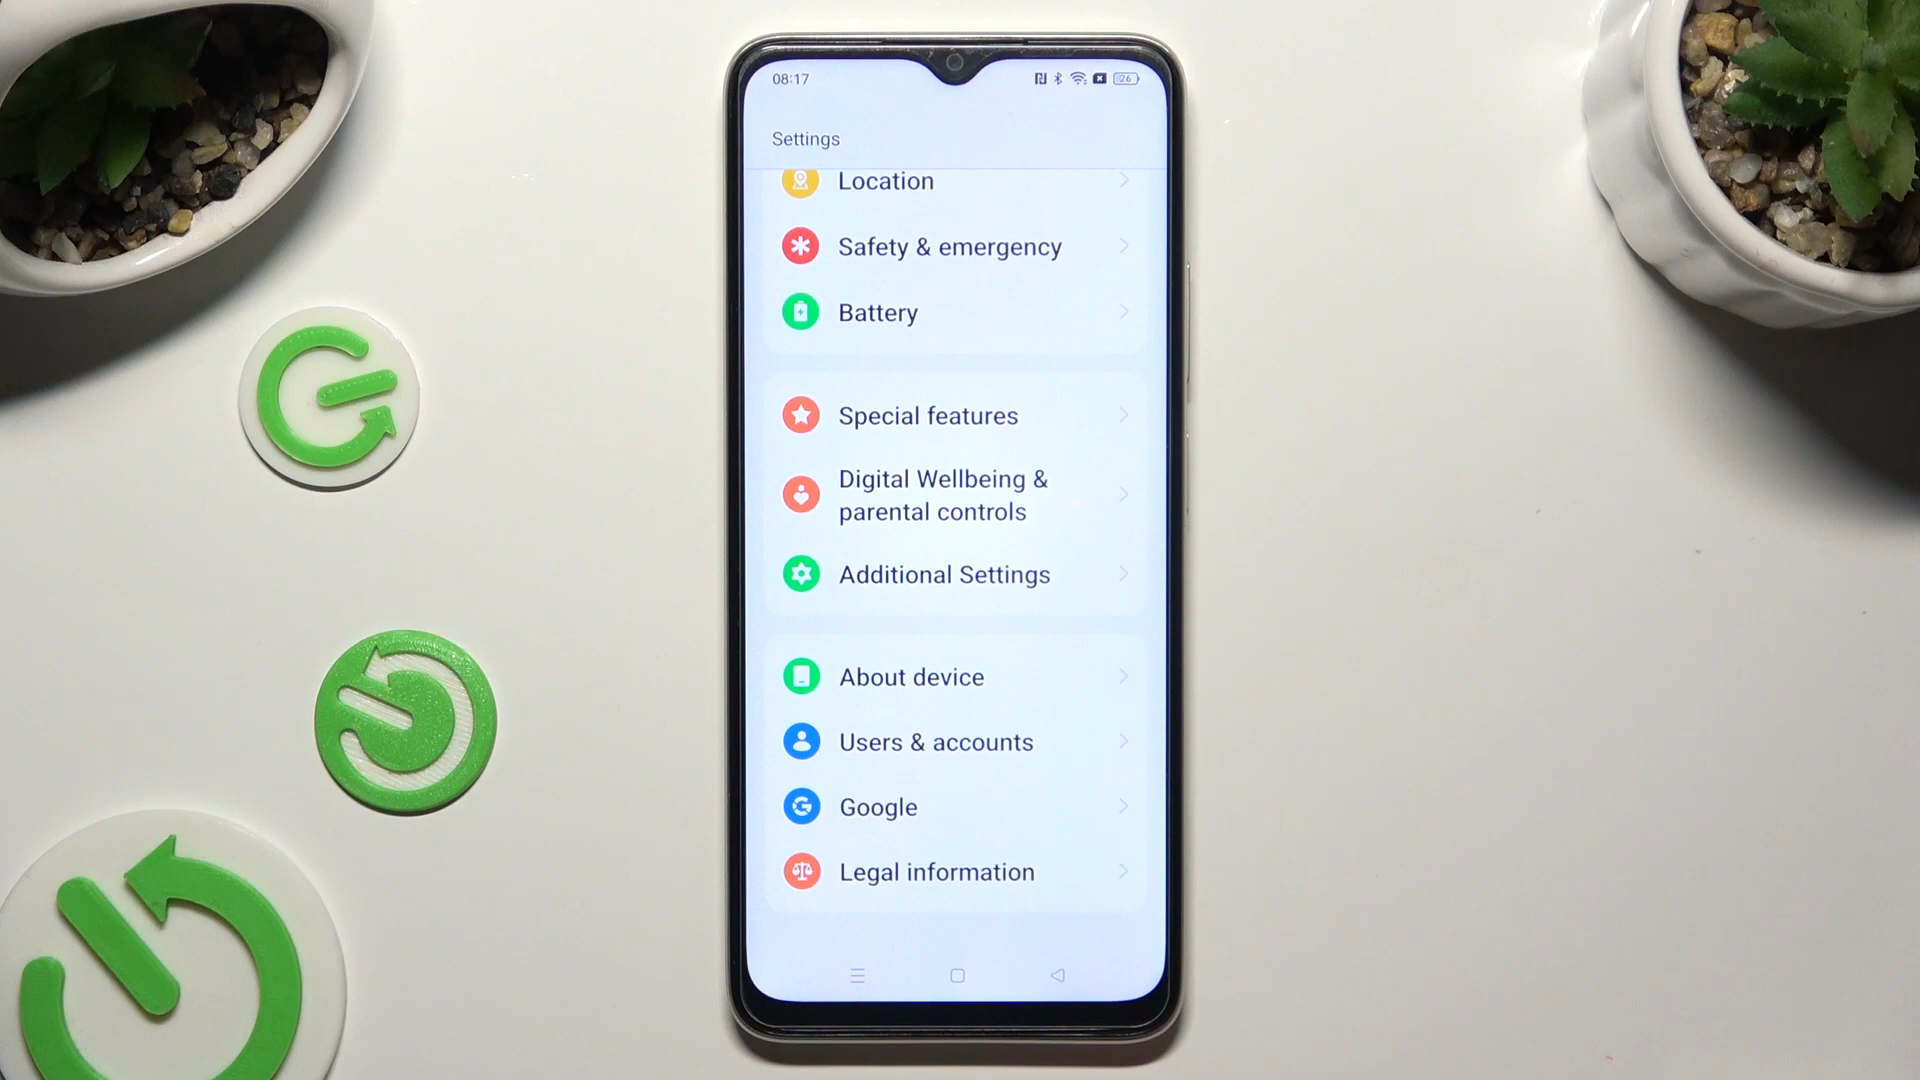 08:17
26
Settings
Location
Safety & emergency
Battery
Special features
Digital Wellbeing &
parental controls
Additional Settings
About device
Users & accounts
Google
Legal information